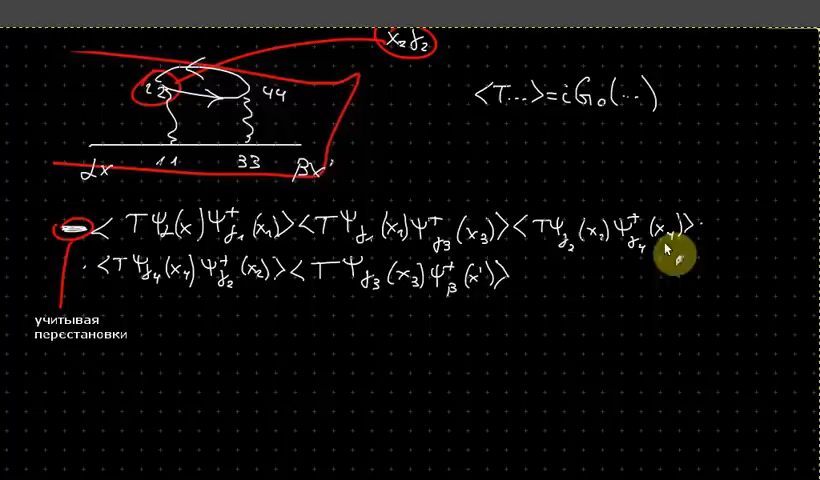 x₂γ₂
22 44
⟨T...⟩=iG₀(...)
αx 11 33 βx'
- ⟨TΨ_α(x)Ψ⁺_γ₁(x₁)⟩⟨TΨ_γ₁(x₁)Ψ⁺_γ₃(x₃)⟩⟨TΨ_γ₂(x₂)Ψ⁺_γ₄(x₄)⟩·
·⟨TΨ_γ₄(x₄)Ψ⁺_γ₂(x₂)⟩⟨TΨ_γ₃(x₃)Ψ⁺_β(x')⟩
учитывая
перестановки